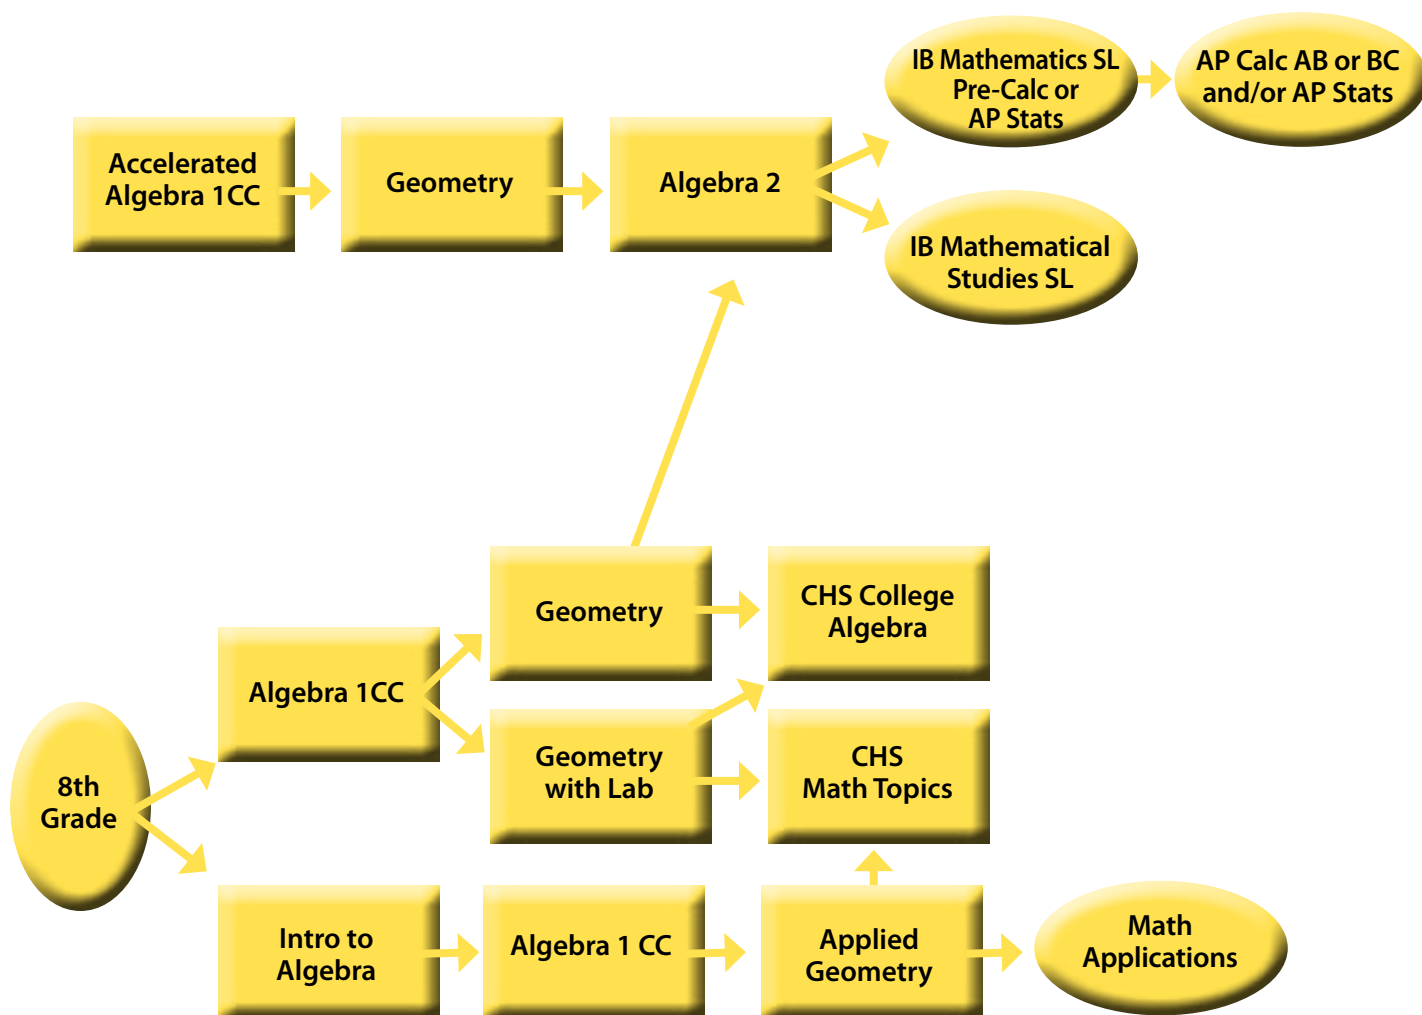 IB Mathematics SL
Pre-Calc or
AP Stats
AP Calc AB or BC
and/or AP Stats
Accelerated
Algebra 1CC
Geometry
Algebra 2
IB Mathematical
Studies SL
Geometry
CHS College
Algebra
Algebra 1CC
Geometry
with Lab
CHS
Math Topics
8th
Grade
Intro to
Algebra
Algebra 1 CC
Applied
Geometry
Math
Applications